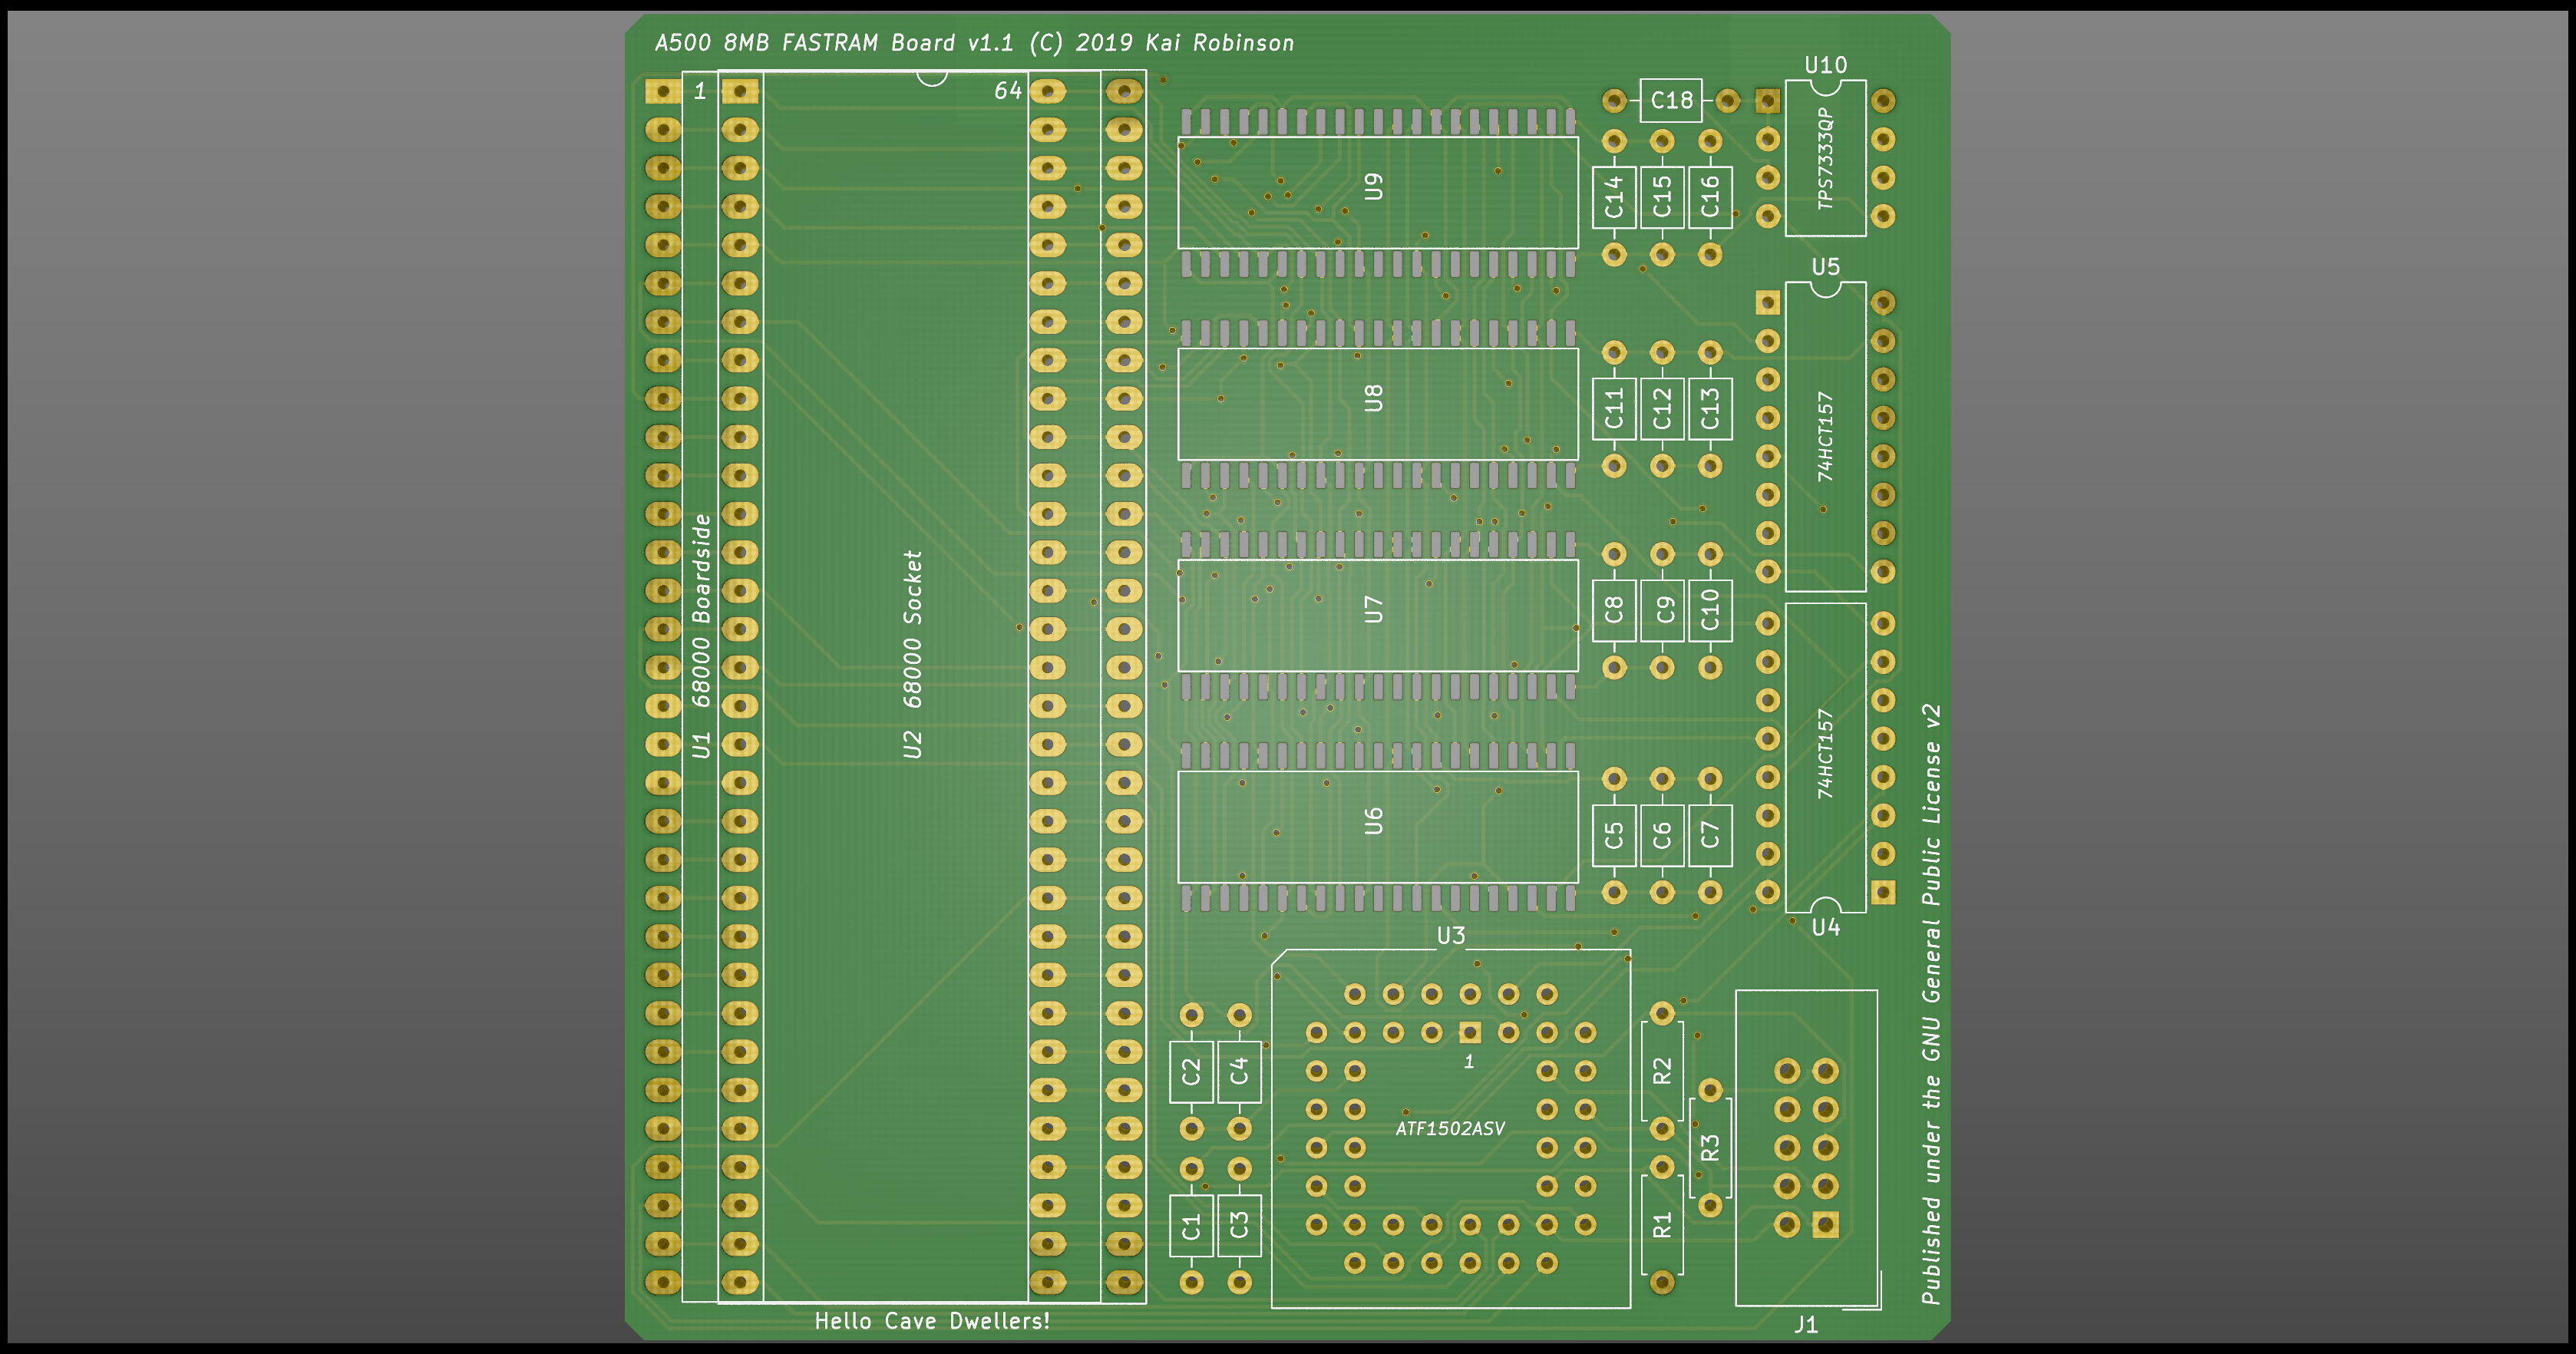 A500 8MB FASTRAM Board v1.1 (C) 2019 Kai Robinson
1
64
U1 68000 Boardside
U2 68000 Socket
U9
U8
U7
U6
C18
C14
C15
C16
C11
C12
C13
C8
C9
C10
C5
C6
C7
U10
TPS7333QP
U5
74HCT157
74HCT157
U4
U3
1
ATF1502ASV
C2
C4
C1
C3
R2
R3
R1
J1
Published under the GNU General Public License v2
Hello Cave Dwellers!